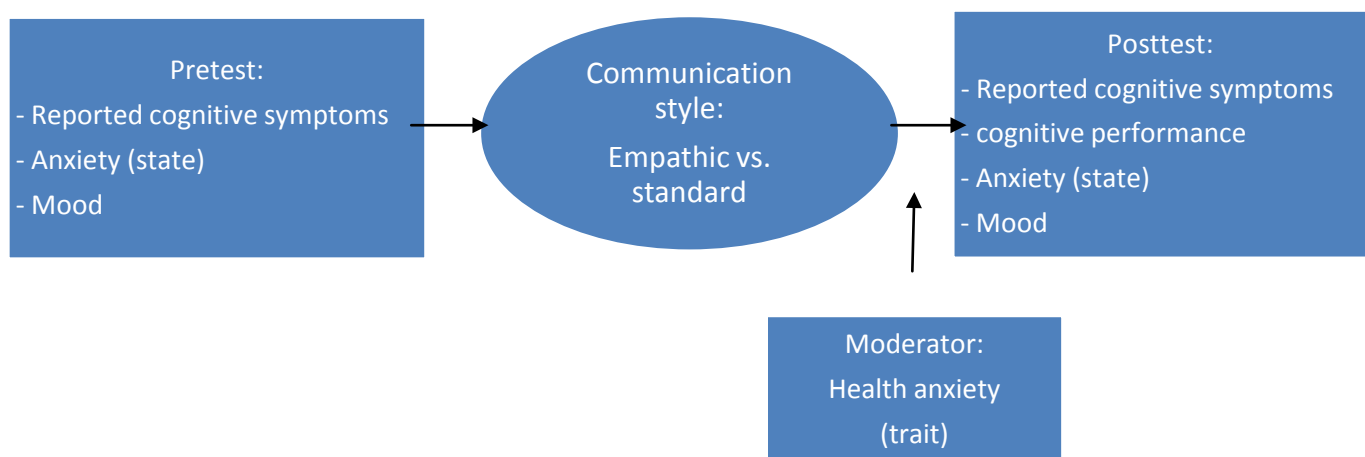 Pretest:
- Reported cognitive symptoms
- Anxiety (state)
- Mood
Communication
style:
Empathic vs.
standard
Posttest:
- Reported cognitive symptoms
- cognitive performance
- Anxiety (state)
- Mood
Moderator:
Health anxiety
(trait)